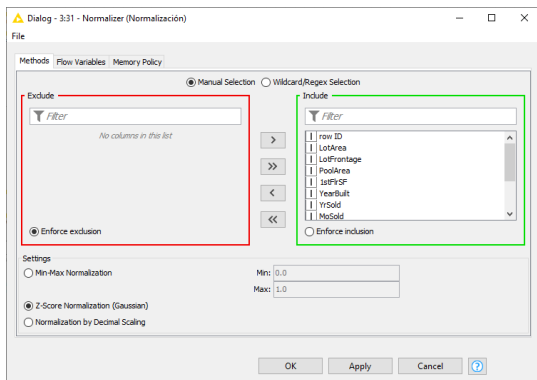 Dialog - 3:31 - Normalizer (Normalización)
File
Methods Flow Variables Memory Policy
Manual Selection Wildcard/Regex Selection
Exclude
Filter
No columns in this list
Enforce exclusion
>
»
<
«
Include
Filter
I row ID
I LotArea
I LotFrontage
I PoolArea
I 1stFlrSF
I YearBuilt
I YrSold
I MoSold
Enforce inclusion
Settings
Min-Max Normalization Min: 0.0
Max: 1.0
Z-Score Normalization (Gaussian)
Normalization by Decimal Scaling
OK Apply Cancel ?